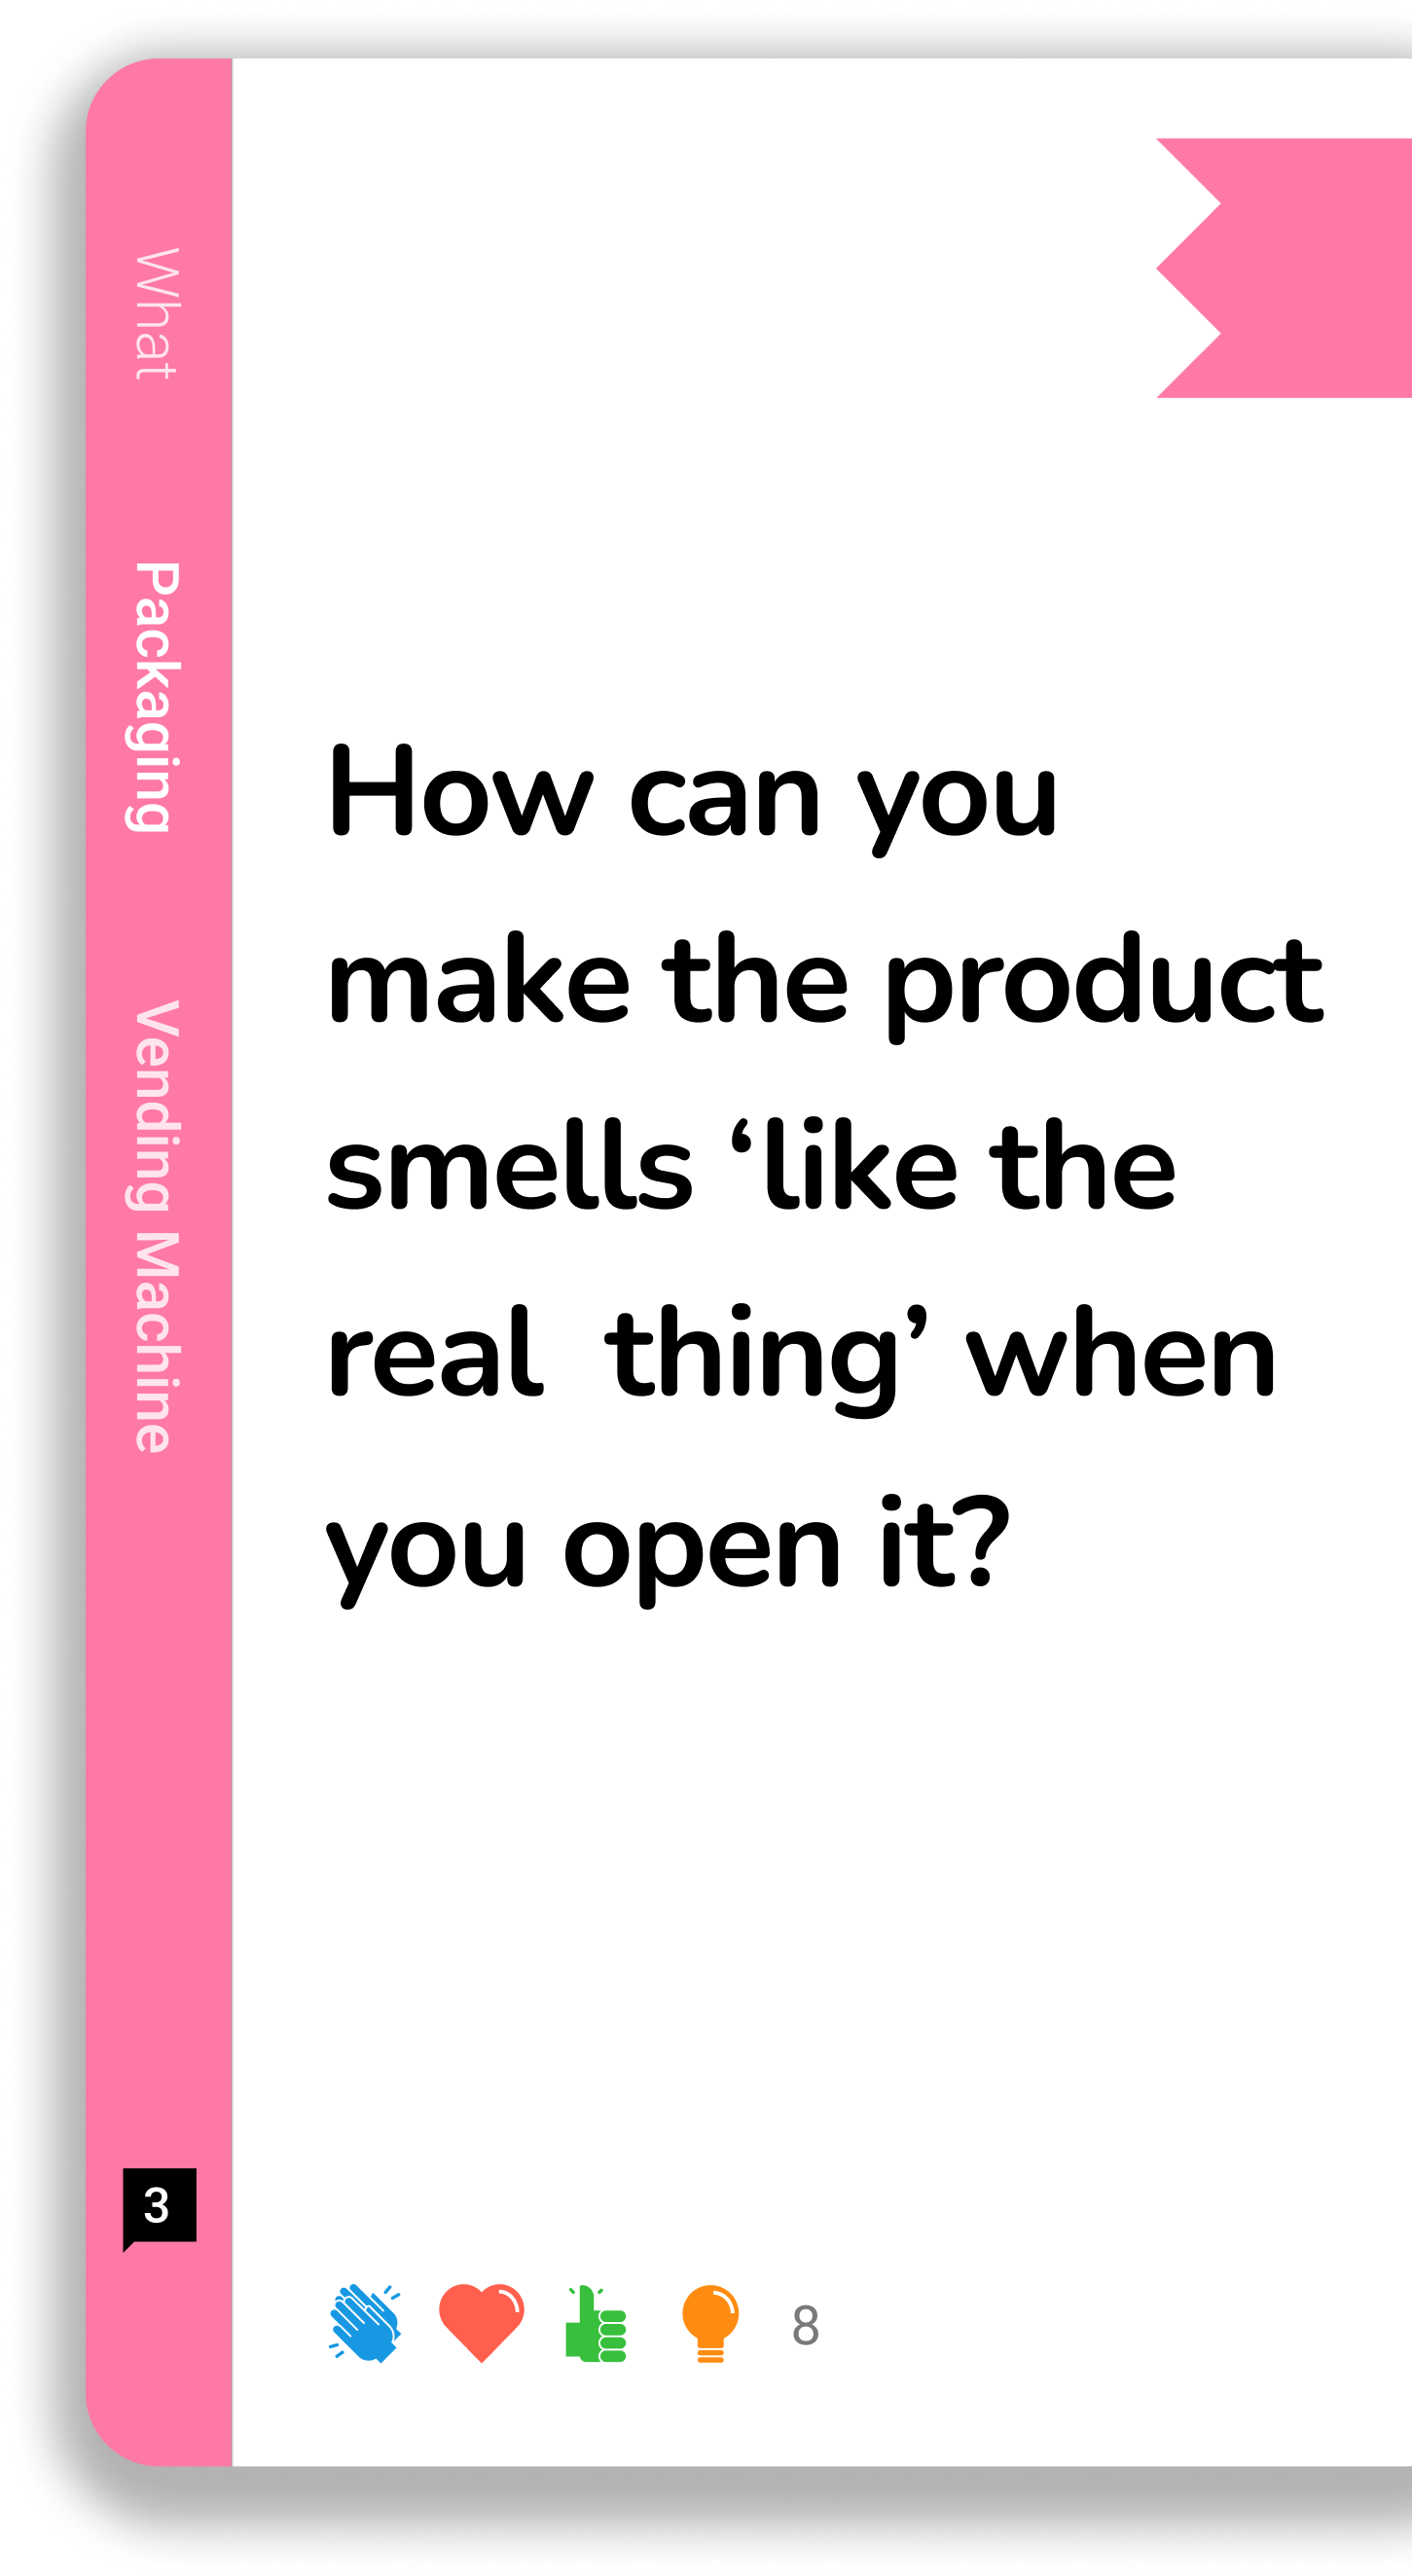 What
Packaging
Vending Machine
How can you
make the product
smells ‘like the
real  thing’ when
you open it?
3
8